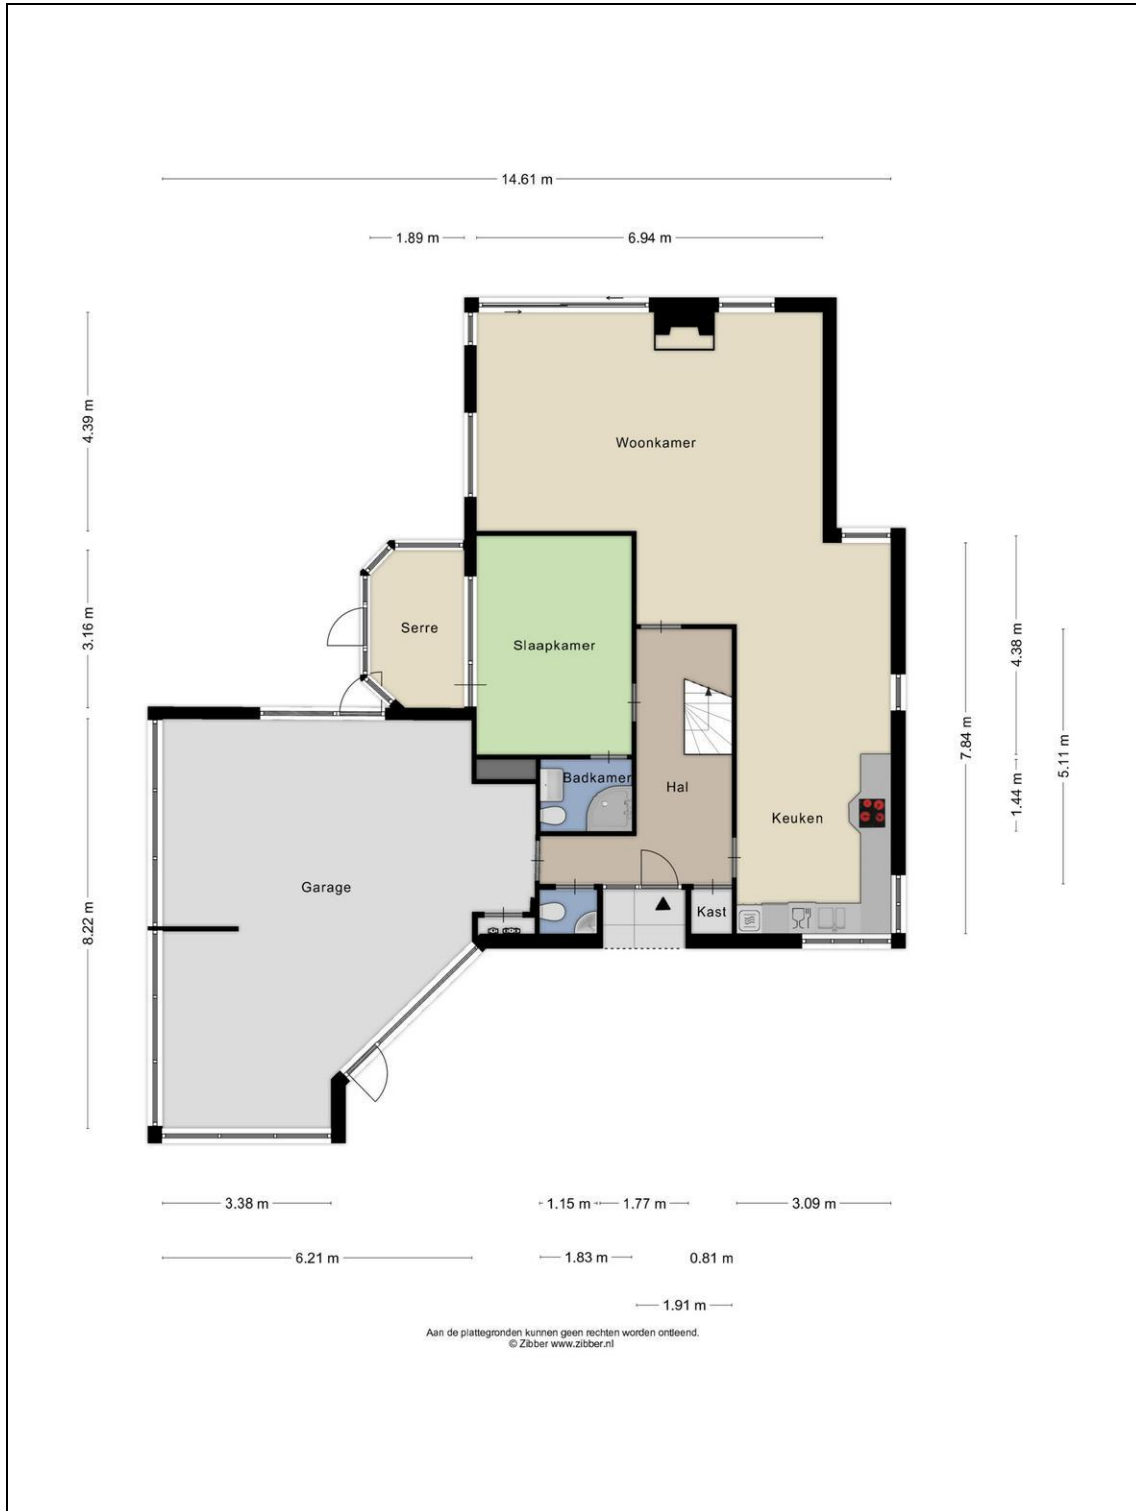 14.61 m
1.89 m
6.94 m
4.39 m
Woonkamer
3.16 m
Serre
Slaapkamer
4.38 m
7.84 m
5.11 m
1.44 m
Badkamer
Hal
Keuken
Garage
8.22 m
Kast
3.38 m
1.15 m
1.77 m
3.09 m
6.21 m
1.83 m
0.81 m
1.91 m
Aan de plattegronden kunnen geen rechten worden ontleend.
© Zibber www.zibber.nl